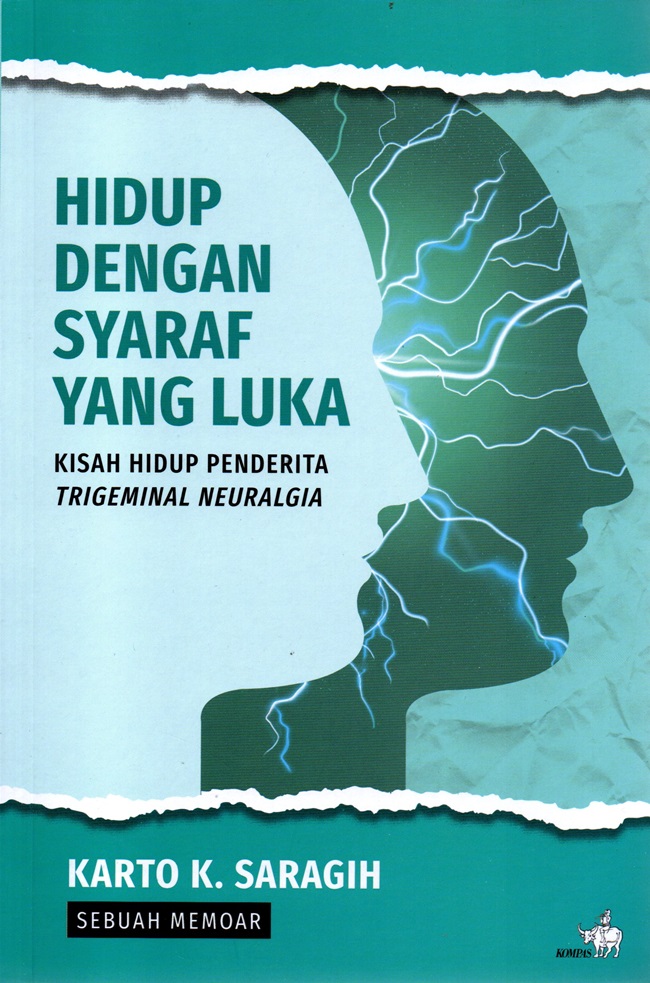 HIDUP
DENGAN
SYARAF
YANG LUKA
KISAH HIDUP PENDERITA
TRIGEMINAL NEURALGIA
KARTO K. SARAGIH
SEBUAH MEMOAR
KOMPAS